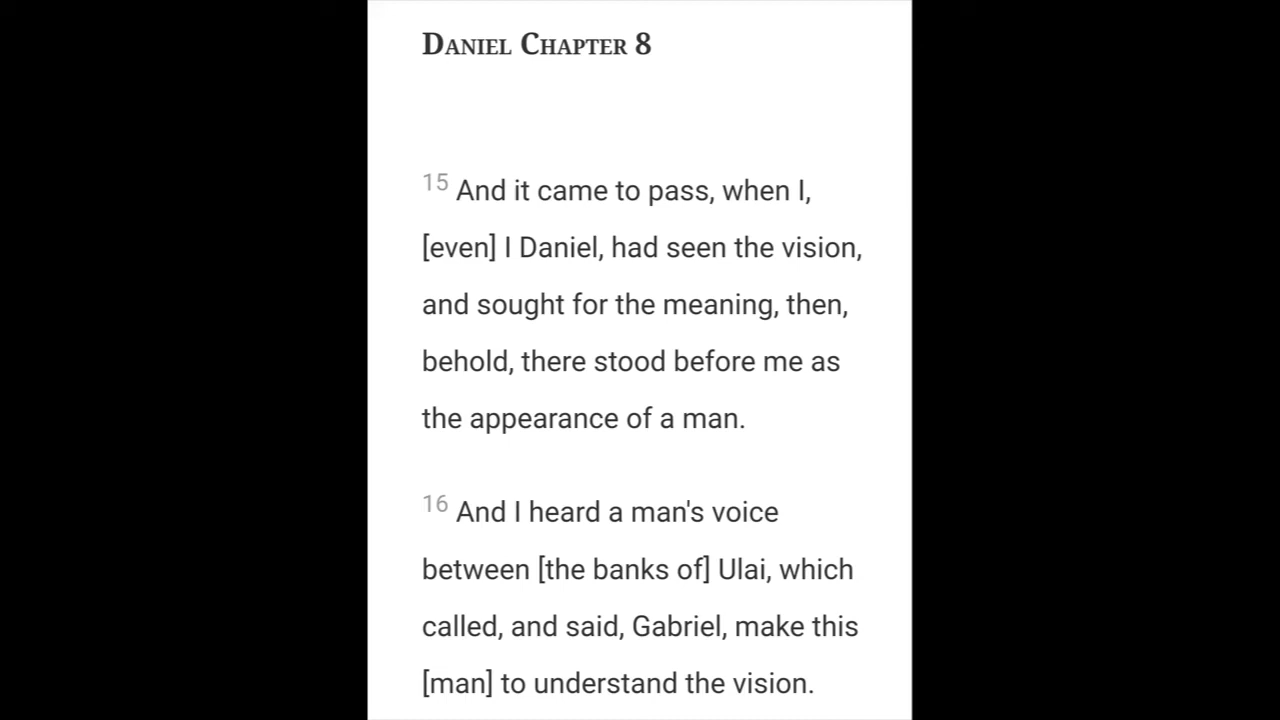 DANIEL CHAPTER 8
15 And it came to pass, when I,
[even] I Daniel, had seen the vision,
and sought for the meaning, then,
behold, there stood before me as
the appearance of a man.
16 And I heard a man's voice
between [the banks of] Ulai, which
called, and said, Gabriel, make this
[man] to understand the vision.